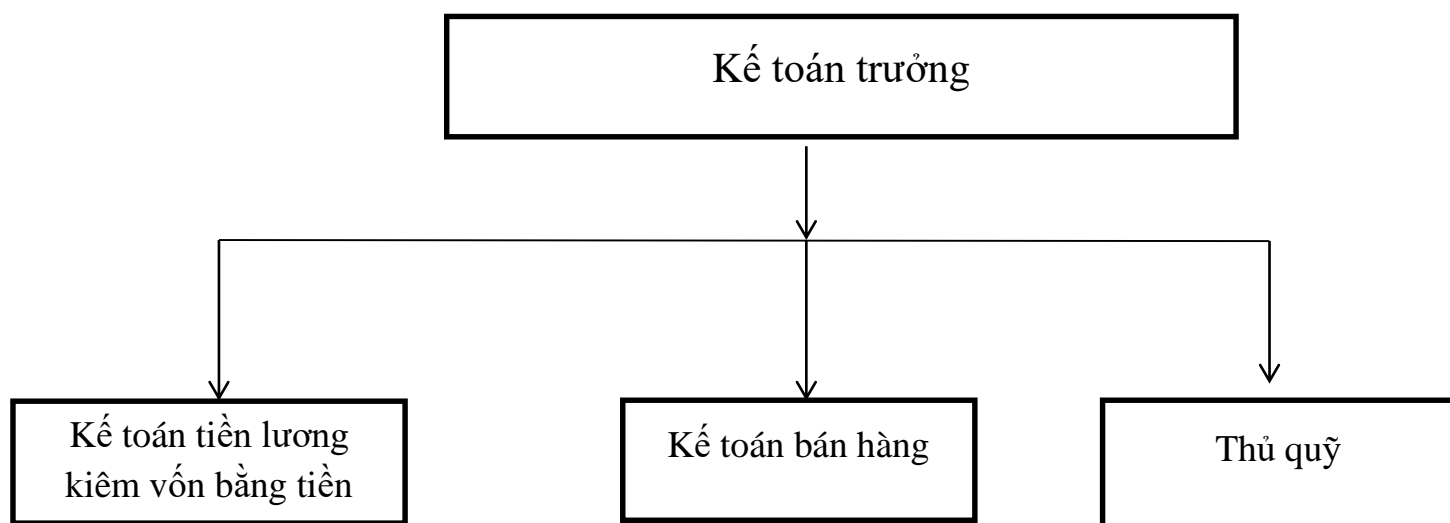 Kế toán trưởng
Kế toán tiền lương
kiêm vốn bằng tiền
Kế toán bán hàng
Thủ quỹ